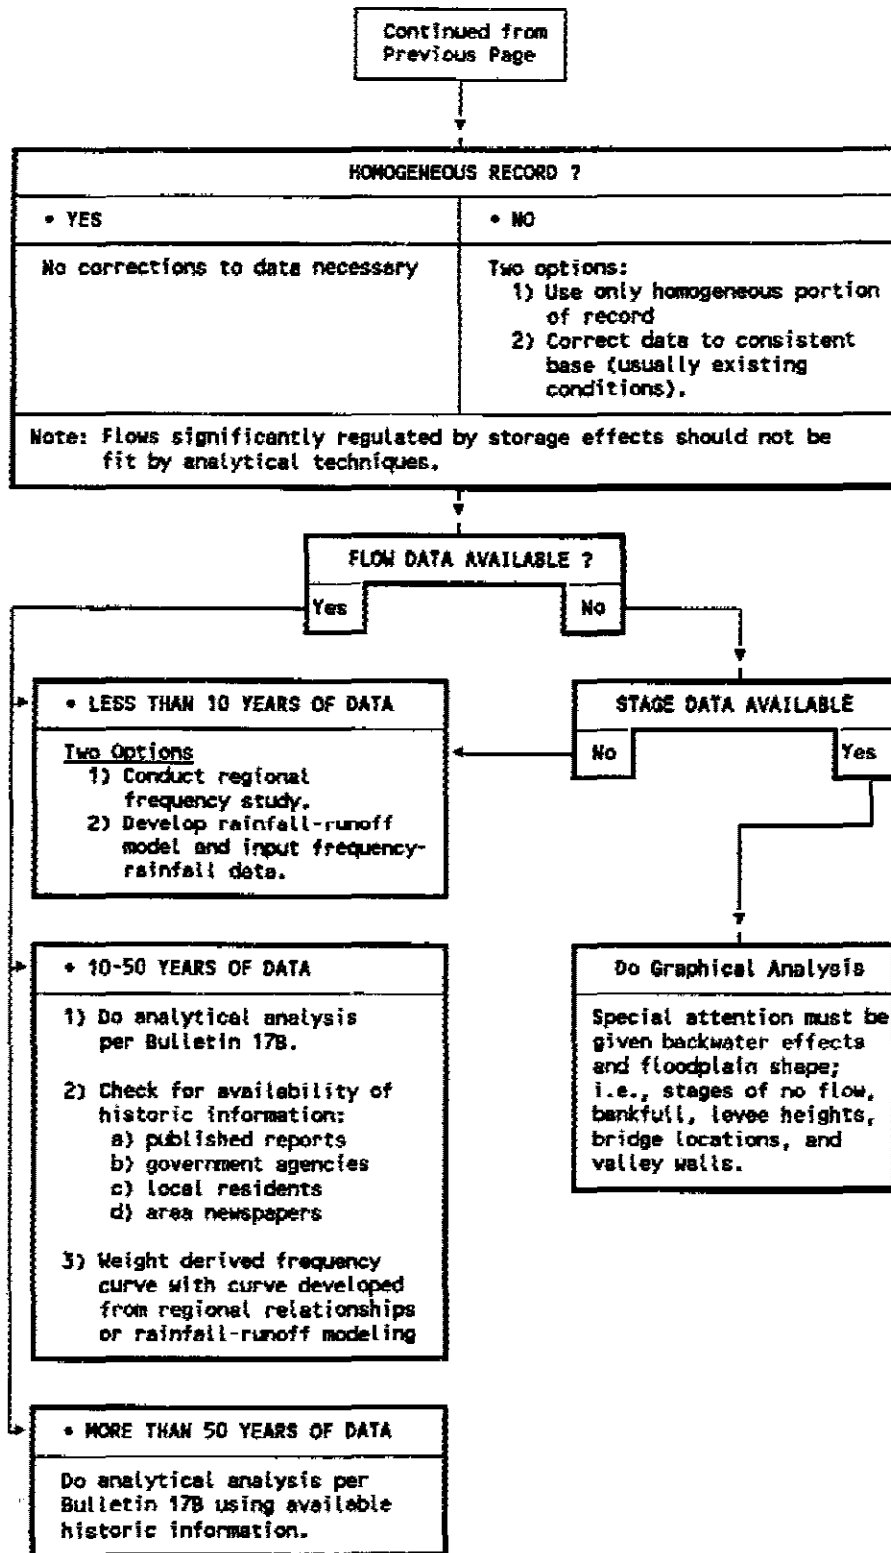 Continued from
Previous Page
HOMOGENEOUS RECORD ?
• YES
• NO
No corrections to data necessary
Two options:
1) Use only homogeneous portion
of record
2) Correct data to consistent
base (usually existing
conditions).
Note: Flows significantly regulated by storage effects should not be
fit by analytical techniques.
FLOW DATA AVAILABLE ?
Yes
No
• LESS THAN 10 YEARS OF DATA
Two Options
1) Conduct regional
frequency study.
2) Develop rainfall-runoff
model and input frequency-
rainfall data.
STAGE DATA AVAILABLE
No
Yes
• 10-50 YEARS OF DATA
1) Do analytical analysis
per Bulletin 17B.
2) Check for availability of
historic information:
a) published reports
b) government agencies
c) local residents
d) area newspapers
3) Weight derived frequency
curve with curve developed
from regional relationships
or rainfall-runoff modeling
Do Graphical Analysis
Special attention must be
given backwater effects
and floodplain shape;
i.e., stages of no flow,
bankfull, levee heights,
bridge locations, and
valley walls.
• MORE THAN 50 YEARS OF DATA
Do analytical analysis per
Bulletin 17B using available
historic information.